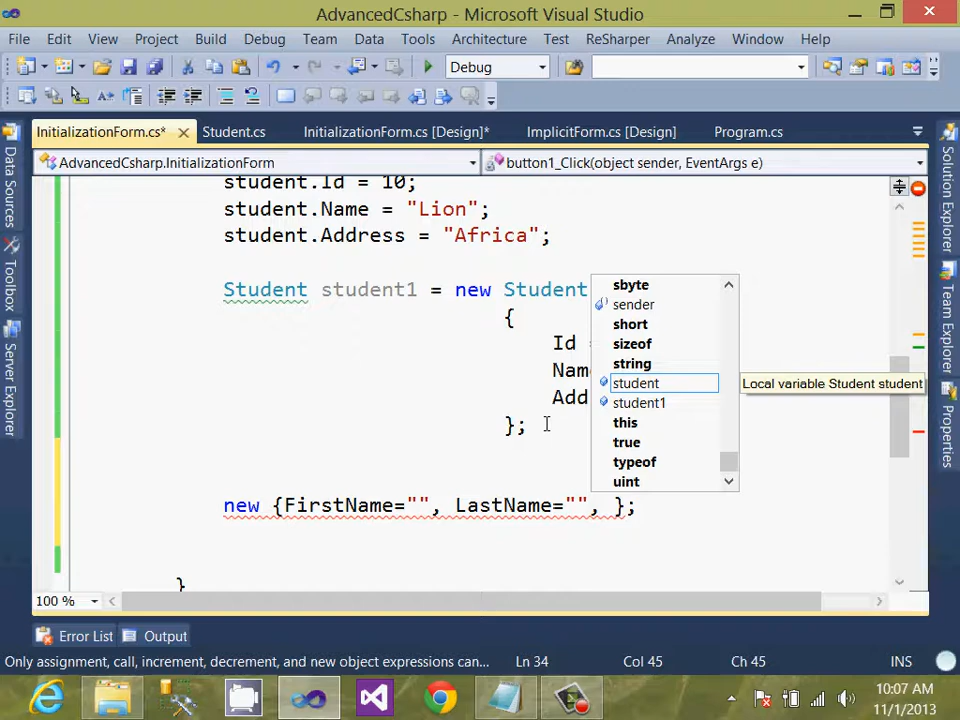 AdvancedCsharp - Microsoft Visual Studio
File Edit View Project Build Debug Team Data Tools Architecture Test ReSharper Analyze Window Help
Debug
InitializationForm.cs* Student.cs InitializationForm.cs [Design]* ImplicitForm.cs [Design] Program.cs
AdvancedCsharp.InitializationForm button1_Click(object sender, EventArgs e)
Data Sources
Toolbox
Server Explorer
student.Id = 10;
student.Name = "Lion";
student.Address = "Africa";
Student student1 = new Student
{
Id =
Nam
Add
};
new {FirstName="", LastName="", };
}
sbyte
sender
short
sizeof
string
student
student1
this
true
typeof
uint
Local variable Student student
Solution Explorer
Team Explorer
Properties
100 %
Error List Output
Only assignment, call, increment, decrement, and new object expressions can... Ln 34 Col 45 Ch 45 INS
10:07 AM
11/1/2013